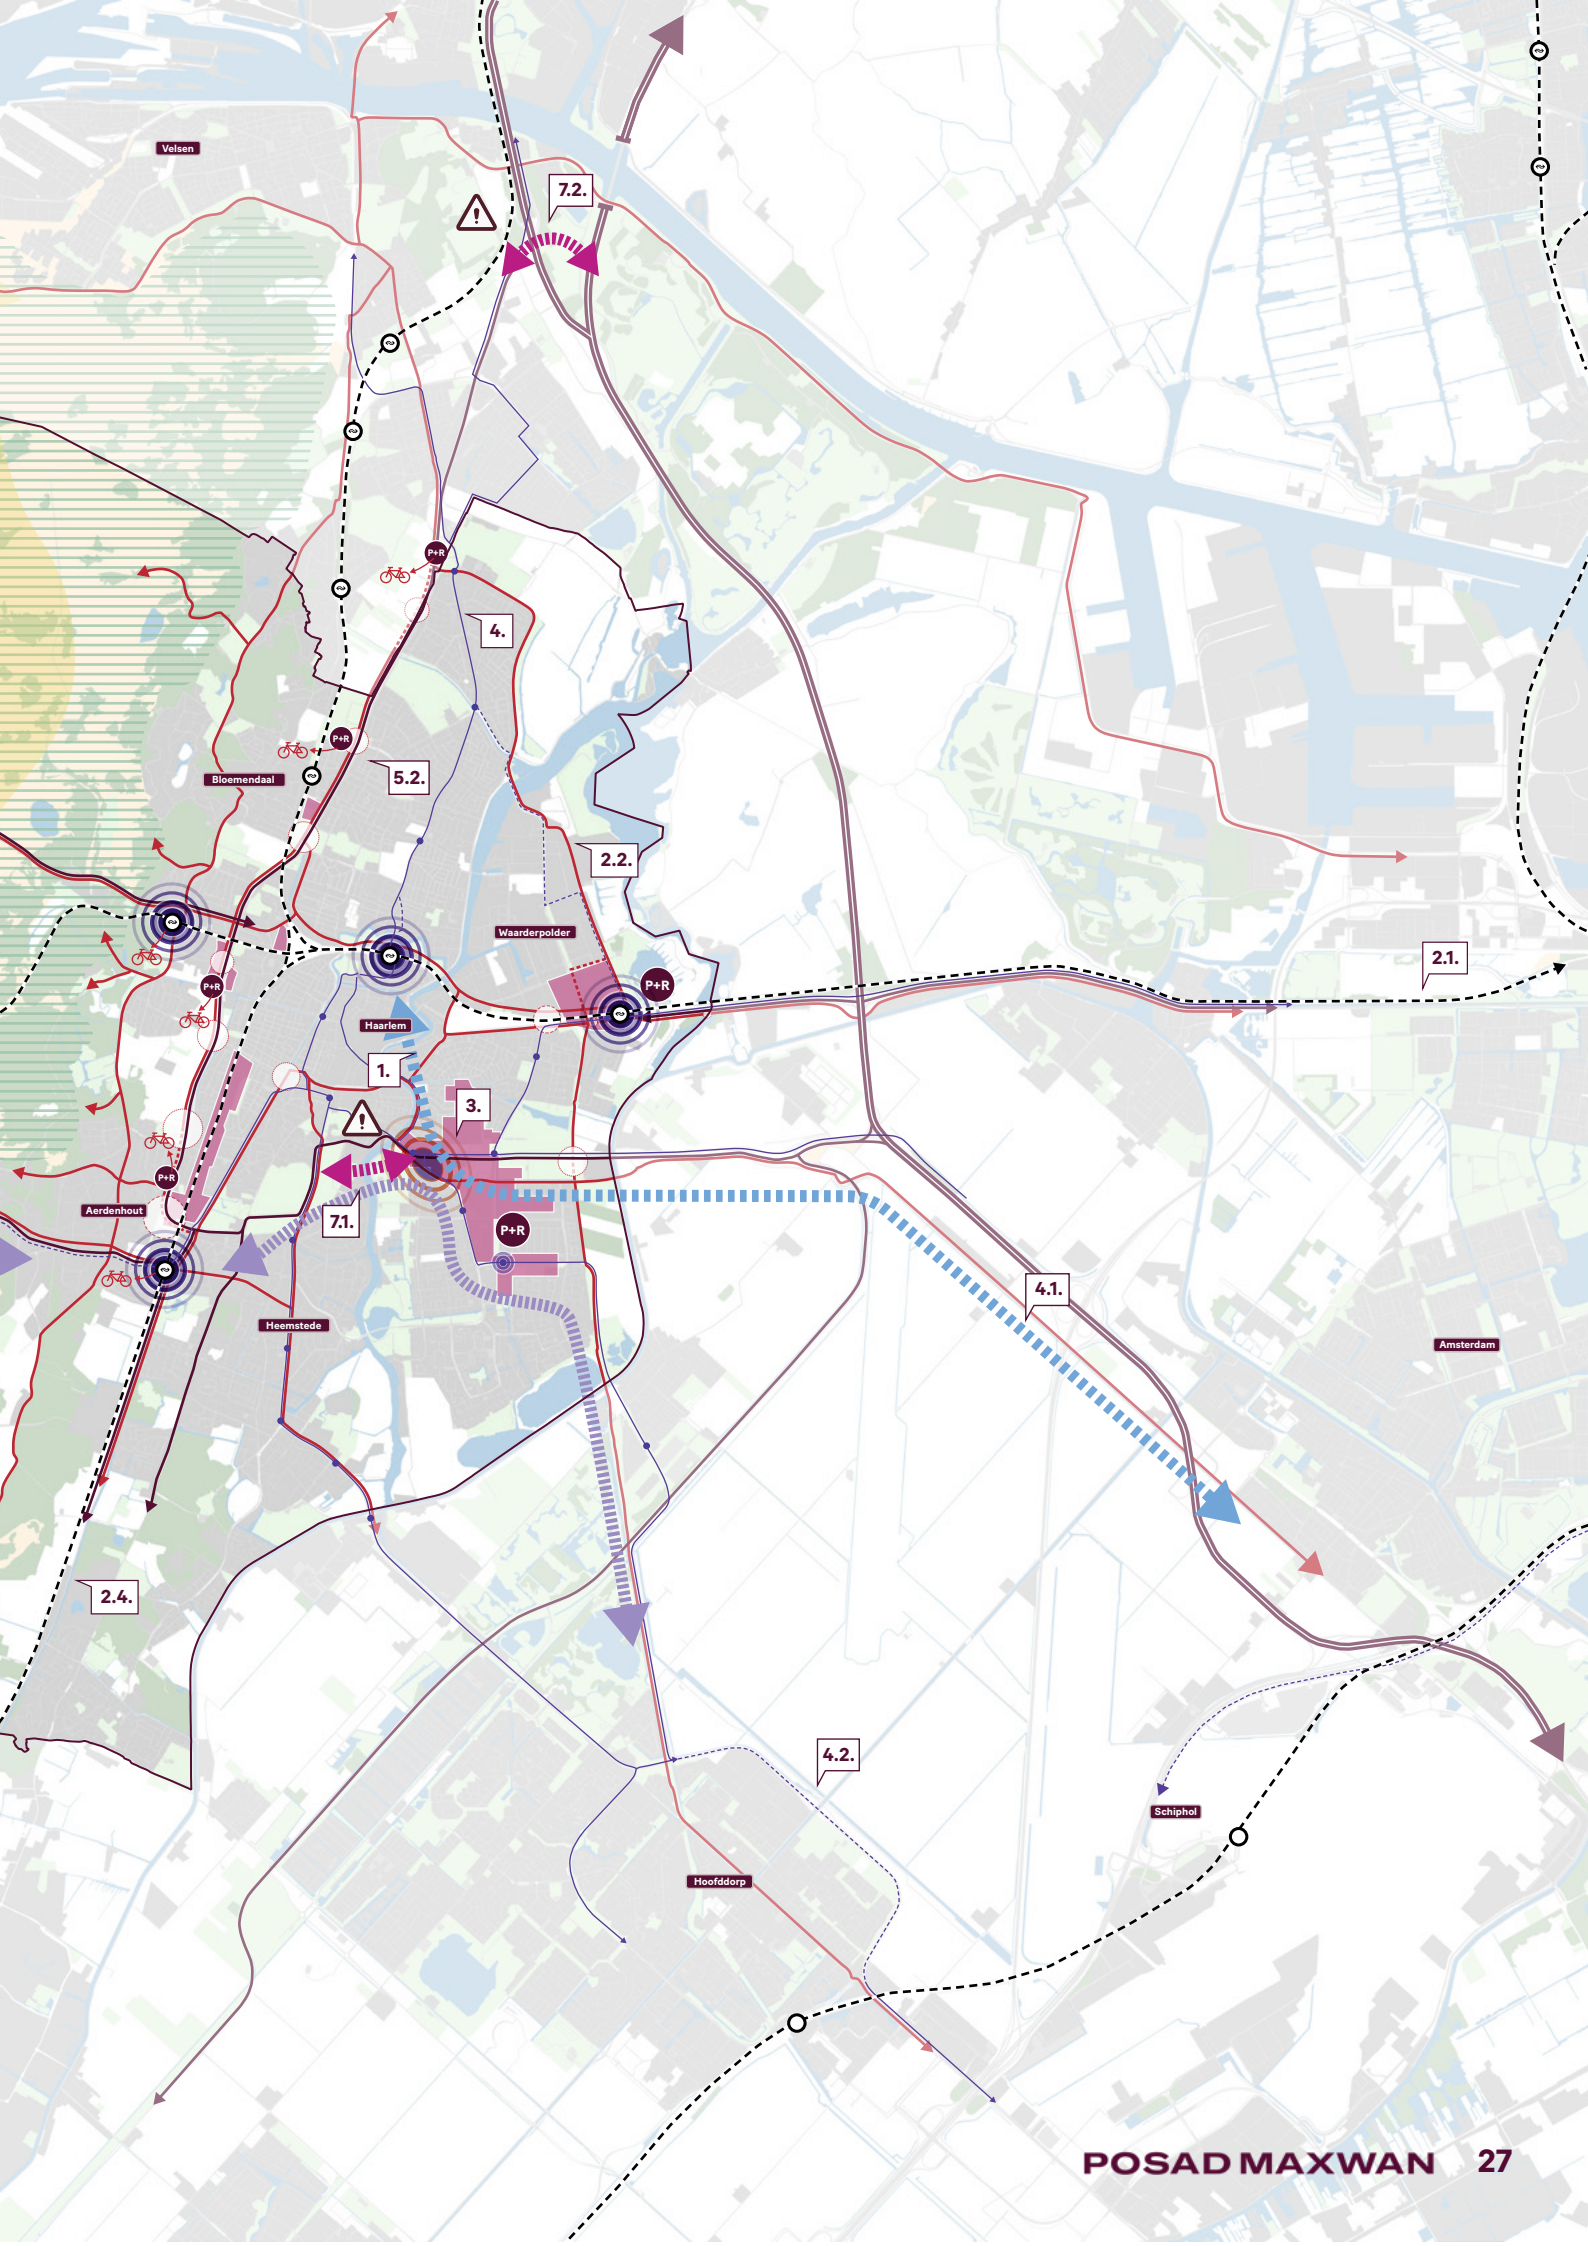 Velsen
7.2.
P+R
4.
P+R
5.2.
Bloemendaal
2.2.
Waarderpolder
2.1.
P+R
P+R
Haarlem
1.
3.
P+R
Aerdenhout
7.1.
P+R
4.1.
Heemstede
Amsterdam
2.4.
4.2.
Schiphol
Hoofddorp
POSAD MAXWAN 27